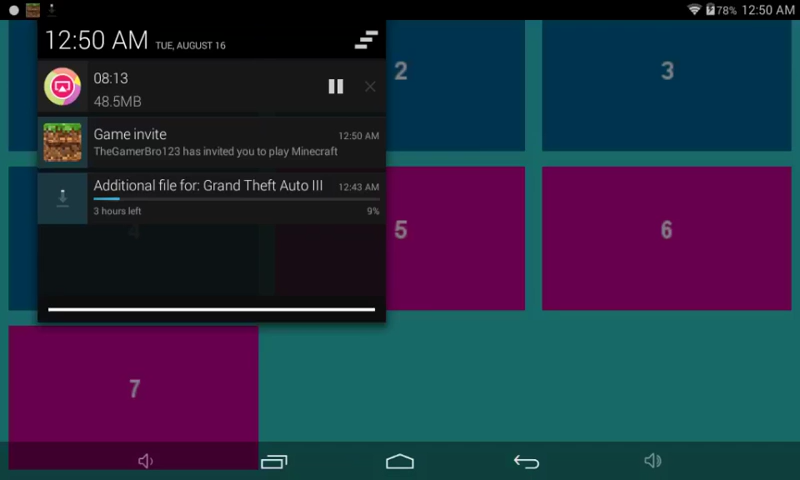 78% 12:50 AM
12:50 AM TUE, AUGUST 16
08:13
48.5MB
Game invite 12:50 AM
TheGamerBro123 has invited you to play Minecraft
Additional file for: Grand Theft Auto III 12:43 AM
3 hours left 9%
2
3
4
5
6
7